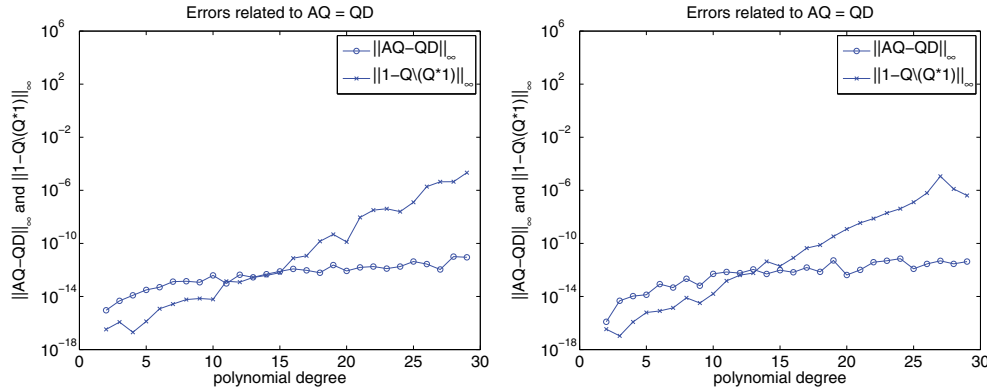 Errors related to AQ = QD
||AQ−QD||∞ and ||1−Q\(Q*1)||∞
10^6
10^2
10^−2
10^−6
10^−10
10^−14
10^−18
||AQ−QD||∞
||1−Q\(Q*1)||∞
0 5 10 15 20 25 30
polynomial degree
Errors related to AQ = QD
||AQ−QD||∞ and ||1−Q\(Q*1)||∞
10^6
10^2
10^−2
10^−6
10^−10
10^−14
10^−18
||AQ−QD||∞
||1−Q\(Q*1)||∞
0 5 10 15 20 25 30
polynomial degree